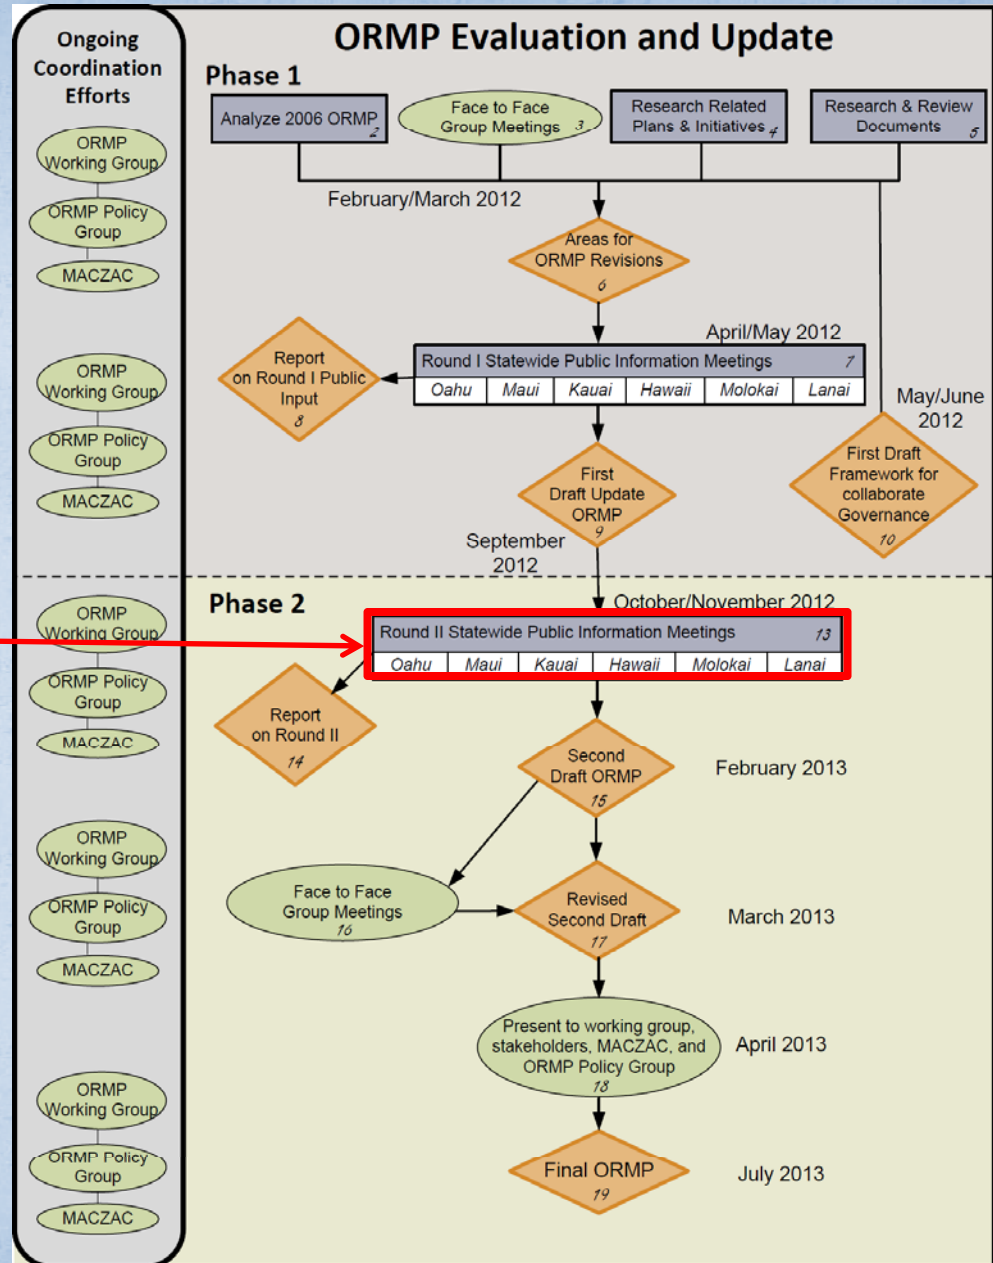 Ongoing
Coordination
Efforts
ORMP
Working Group
ORMP Policy
Group
MACZAC
ORMP
Working Group
ORMP Policy
Group
MACZAC
ORMP
Working Group
ORMP Policy
Group
MACZAC
ORMP
Working Group
ORMP Policy
Group
MACZAC
ORMP
Working Group
ORMP Policy
Group
MACZAC
ORMP Evaluation and Update
Phase 1
Analyze 2006 ORMP
2
Face to Face
Group Meetings 3
Research Related
Plans & Initiatives 4
Research & Review
Documents 5
February/March 2012
Areas for
ORMP Revisions
6
April/May 2012
Round I Statewide Public Information Meetings 7
Oahu Maui Kauai Hawaii Molokai Lanai
Report
on Round I Public
Input
8
May/June
2012
First
Draft Update
ORMP
9
First Draft
Framework for
collaborate
Governance
10
September
2012
Phase 2
October/November 2012
Round II Statewide Public Information Meetings 13
Oahu Maui Kauai Hawaii Molokai Lanai
Report
on Round II
14
Second
Draft ORMP
15
February 2013
Face to Face
Group Meetings
16
Revised
Second Draft
17
March 2013
Present to working group,
stakeholders, MACZAC, and
ORMP Policy Group
18
April 2013
Final ORMP
19
July 2013